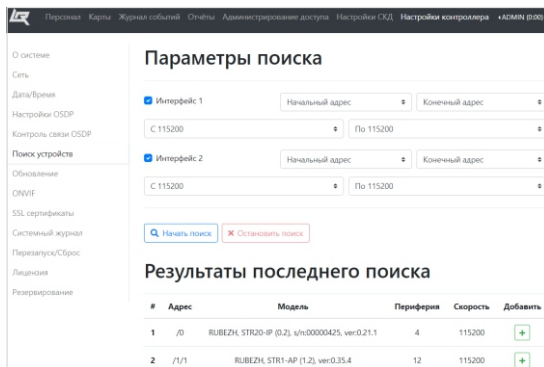 Персонал Карты Журнал событий Отчёты Администрирование доступа Настройки СКД Настройки контроллера ADMIN (0:00)
О системе
Сеть
Дата/Время
Настройки OSDP
Контроль связи OSDP
Поиск устройств
Обновление
ONVIF
SSL сертификаты
Системный журнал
Перезапуск/Сброс
Лицензия
Резервирование
Параметры поиска
Интерфейс 1 Начальный адрес Конечный адрес
С 115200 По 115200
Интерфейс 2 Начальный адрес Конечный адрес
С 115200 По 115200
Начать поиск Остановить поиск
Результаты последнего поиска
# Адрес Модель Периферия Скорость Добавить
1 /0 RUBEZH, STR20-IP (0.2), s/n:00000425, ver:0.21.1 4 115200 +
2 /1/1 RUBEZH, STR1-AP (1.2), ver:0.35.4 12 115200 +